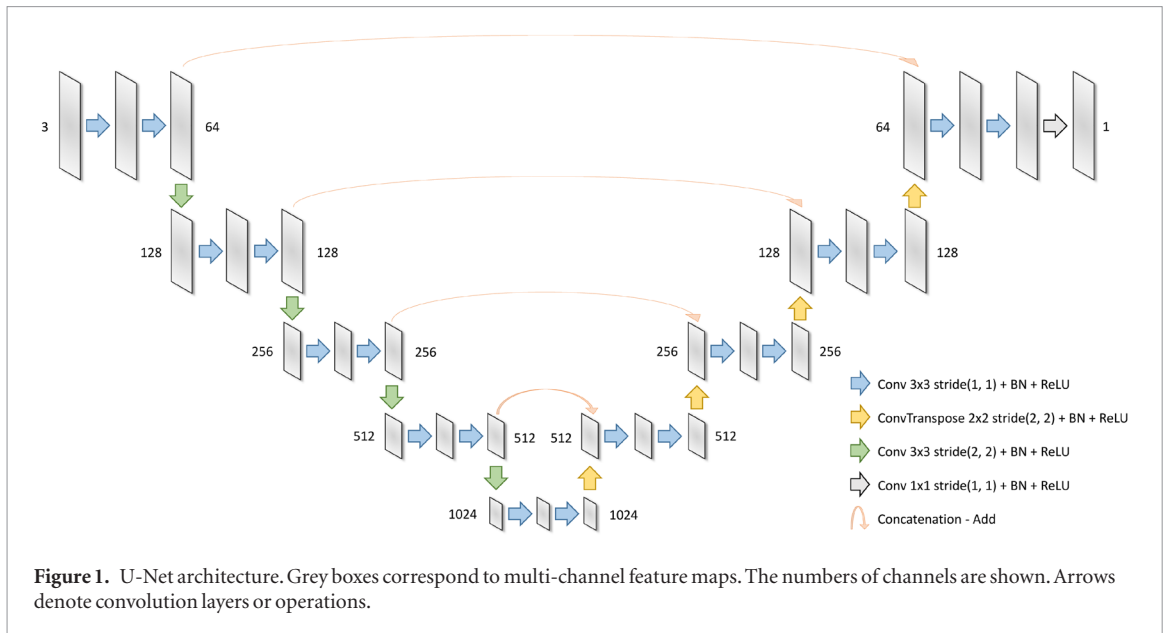 3
64
64
1
128
128
128
128
256
256
256
256
512
512
512
512
1024
1024
Conv 3x3 stride(1, 1) + BN + ReLU
ConvTranspose 2x2 stride(2, 2) + BN + ReLU
Conv 3x3 stride(2, 2) + BN + ReLU
Conv 1x1 stride(1, 1) + BN + ReLU
Concatenation - Add
Figure 1. U-Net architecture. Grey boxes correspond to multi-channel feature maps. The numbers of channels are shown. Arrows
denote convolution layers or operations.